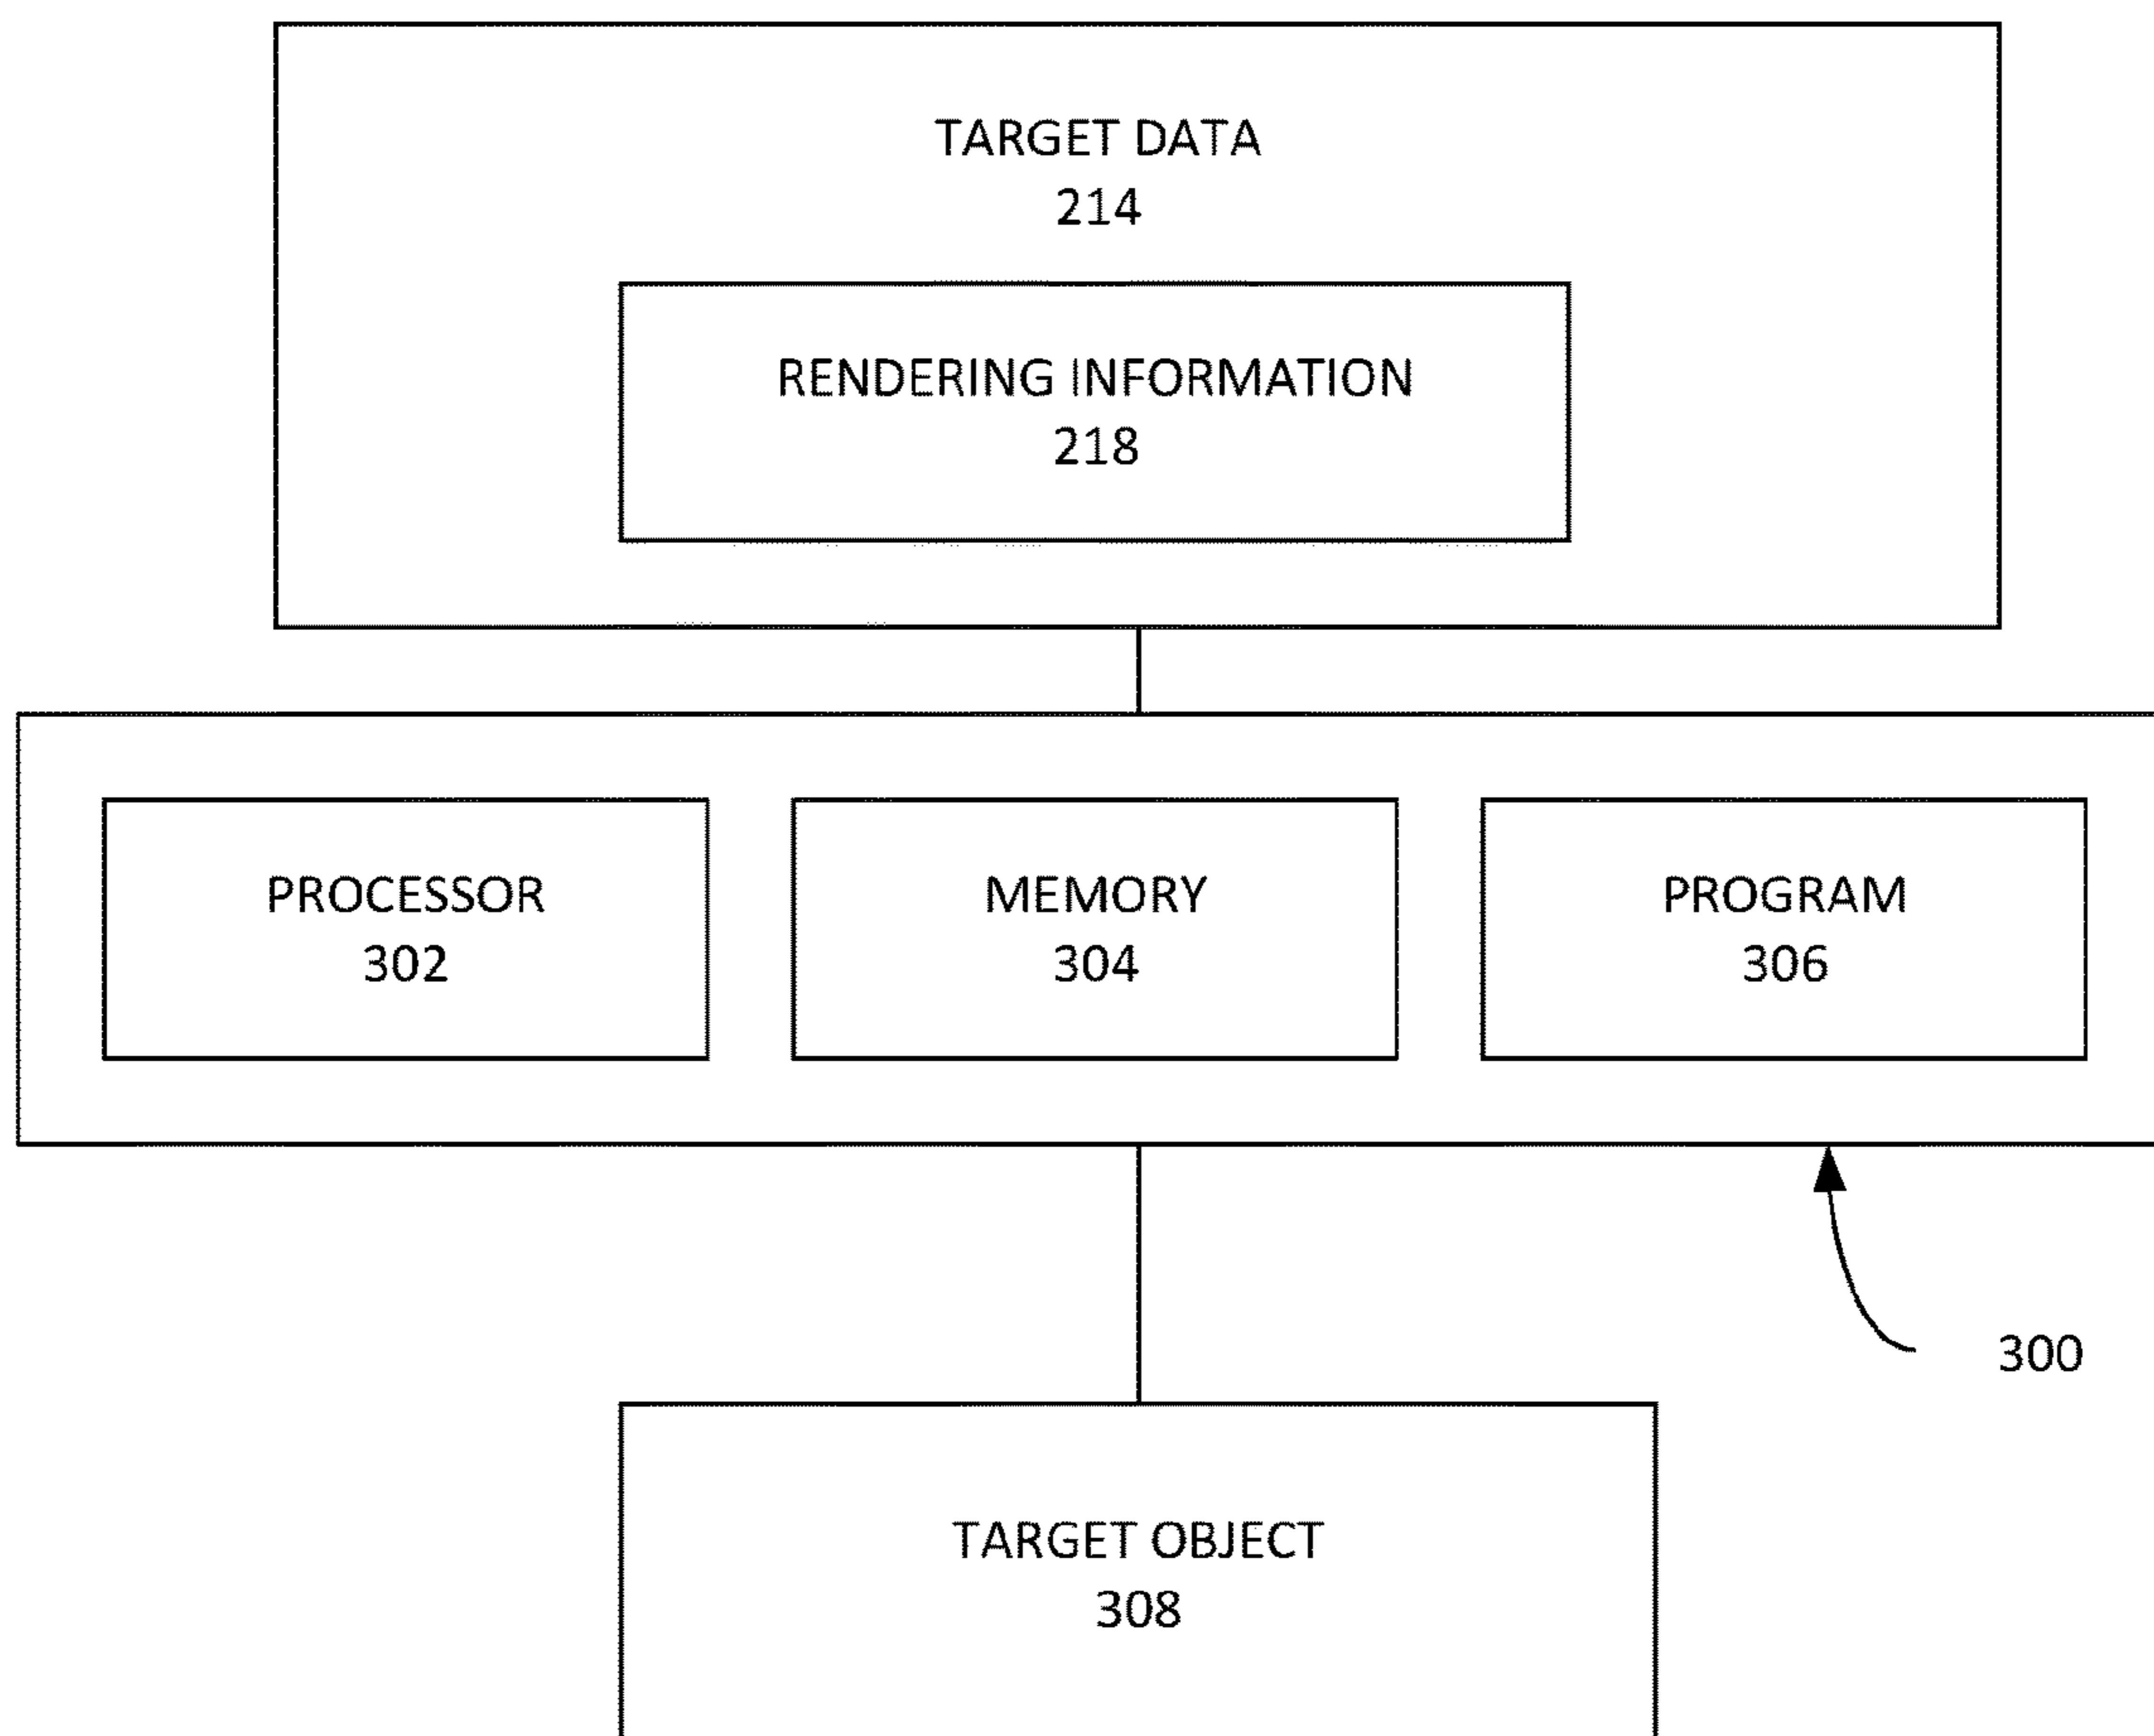 TARGET DATA
214
RENDERING INFORMATION
218
PROCESSOR
302
MEMORY
304
PROGRAM
306
300
TARGET OBJECT
308